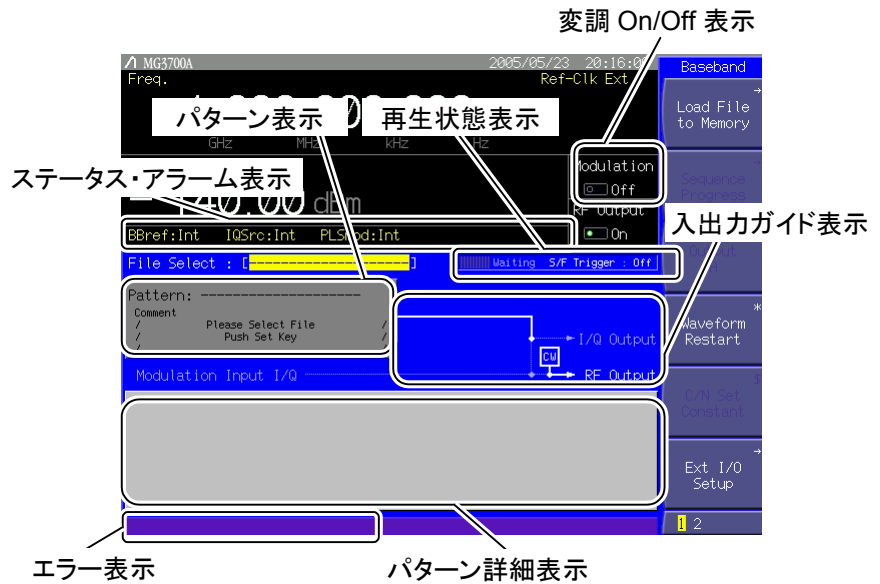 変調 On/Off 表示
MG3700A 2005/05/23 20:16:0
Baseband
Freq. Ref-Clk Ext
パターン表示
再生状態表示
Load File
to Memory
GHz MHz kHz Hz
Modulation
Off
ステータス・アラーム表示
Sequence
Progress
40.00 dBm
RF Output
On
入出力ガイド表示
BBref:Int IQSrc:Int PLSMod:Int
Output
File Select : [--------------------]
Waiting S/F Trigger : Off
Pattern: --------------------
Comment
/ Please Select File /
/ Push Set Key /
/
I/Q Output
CW
RF Output
Modulation Input I/Q
*
Waveform
Restart
C/N Set
Constant
Ext I/O
Setup
1 2
エラー表示
パターン詳細表示